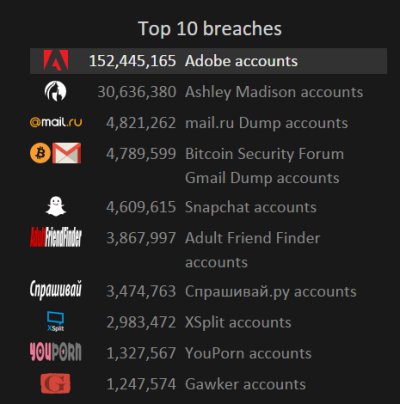 Top 10 breaches
152,445,165 Adobe accounts
30,636,380 Ashley Madison accounts
@mail.ru 4,821,262 mail.ru Dump accounts
4,789,599 Bitcoin Security Forum
Gmail Dump accounts
4,609,615 Snapchat accounts
AdultFriendFinder 3,867,997 Adult Friend Finder
accounts
Спрашивай 3,474,763 Спрашивай.ру accounts
XSplit 2,983,472 XSplit accounts
YOUPORN 1,327,567 YouPorn accounts
G 1,247,574 Gawker accounts